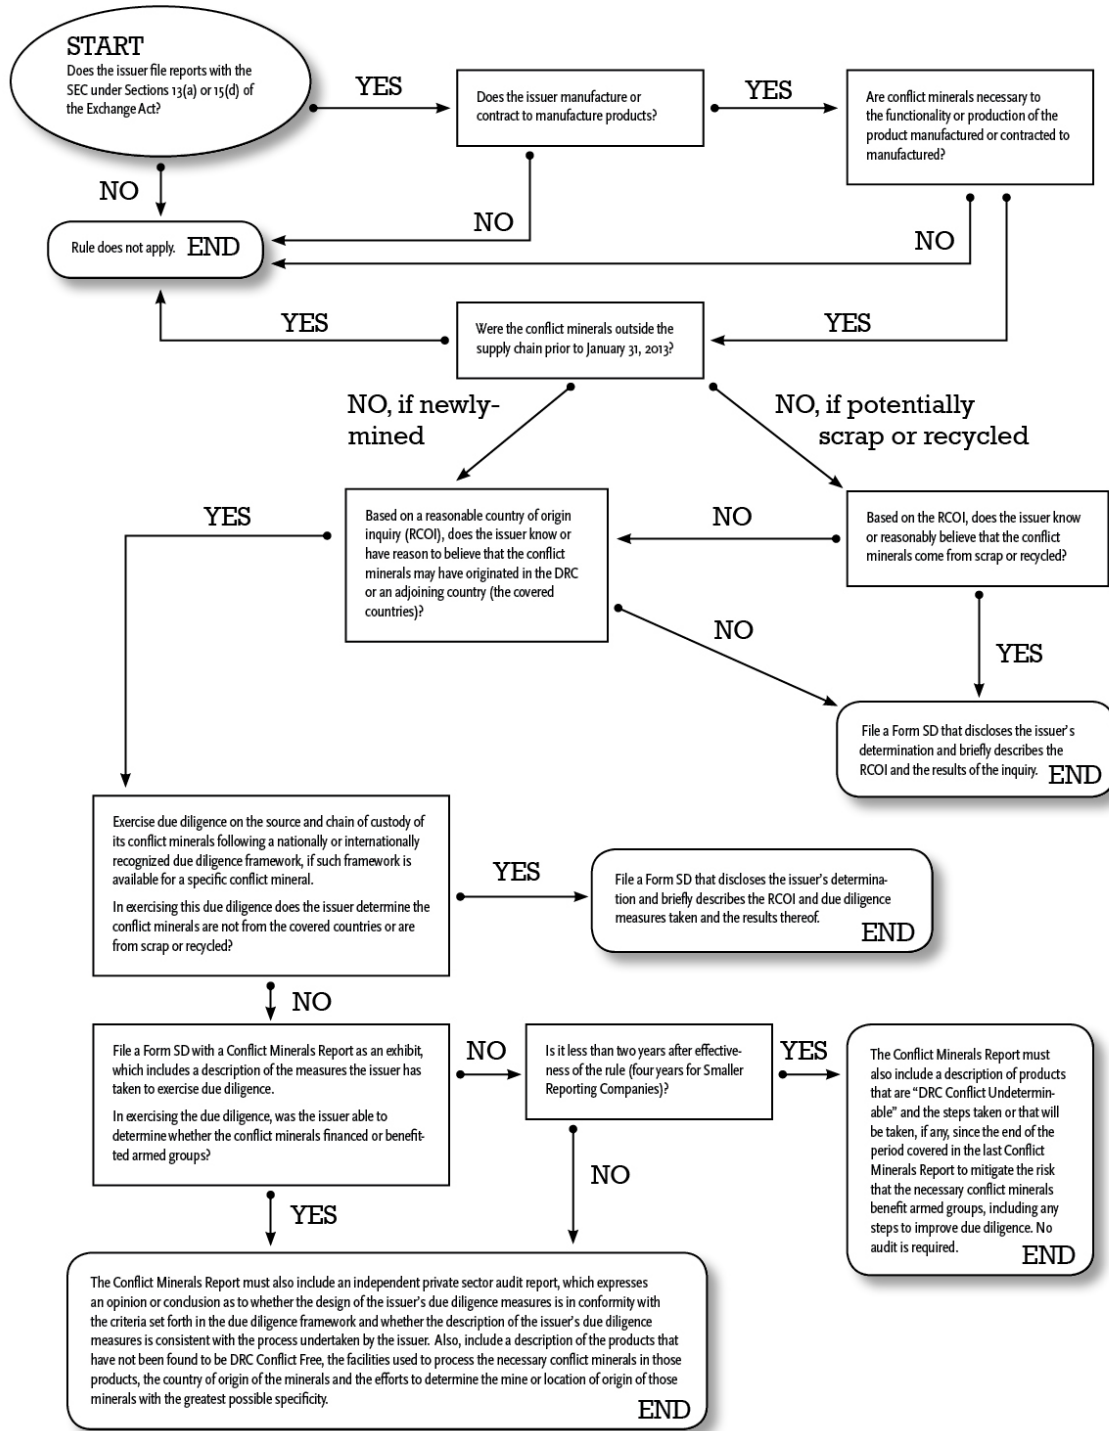 START
Does the issuer file reports with the
SEC under Sections 13(a) or 15(d) of
the Exchange Act?
YES
Does the issuer manufacture or
contract to manufacture products?
YES
Are conflict minerals necessary to
the functionality or production of the
product manufactured or contracted to
manufactured?
NO
NO
NO
Rule does not apply. END
YES
Were the conflict minerals outside the
supply chain prior to January 31, 2013?
YES
NO, if newly-
mined
NO, if potentially
scrap or recycled
YES
Based on a reasonable country of origin
inquiry (RCOI), does the issuer know or
have reason to believe that the conflict
minerals may have originated in the DRC
or an adjoining country (the covered
countries)?
NO
Based on the RCOI, does the issuer know
or reasonably believe that the conflict
minerals come from scrap or recycled?
NO
YES
File a Form SD that discloses the issuer's
determination and briefly describes the
RCOI and the results of the inquiry. END
Exercise due diligence on the source and chain of custody of
its conflict minerals following a nationally or internationally
recognized due diligence framework, if such framework is
available for a specific conflict mineral.
In exercising this due diligence does the issuer determine the
conflict minerals are not from the covered countries or are
from scrap or recycled?
YES
File a Form SD that discloses the issuer's determina-
tion and briefly describes the RCOI and due diligence
measures taken and the results thereof.
END
NO
File a Form SD with a Conflict Minerals Report as an exhibit,
which includes a description of the measures the issuer has
taken to exercise due diligence.
In exercising the due diligence, was the issuer able to
determine whether the conflict minerals financed or benefit-
ted armed groups?
NO
Is it less than two years after effective-
ness of the rule (four years for Smaller
Reporting Companies)?
YES
The Conflict Minerals Report must
also include a description of products
that are "DRC Conflict Undetermin-
able" and the steps taken or that will
be taken, if any, since the end of the
period covered in the last Conflict
Minerals Report to mitigate the risk
that the necessary conflict minerals
benefit armed groups, including any
steps to improve due diligence. No
audit is required.
END
YES
NO
The Conflict Minerals Report must also include an independent private sector audit report, which expresses
an opinion or conclusion as to whether the design of the issuer's due diligence measures is in conformity with
the criteria set forth in the due diligence framework and whether the description of the issuer's due diligence
measures is consistent with the process undertaken by the issuer. Also, include a description of the products that
have not been found to be DRC Conflict Free, the facilities used to process the necessary conflict minerals in those
products, the country of origin of the minerals and the efforts to determine the mine or location of origin of those
minerals with the greatest possible specificity.
END